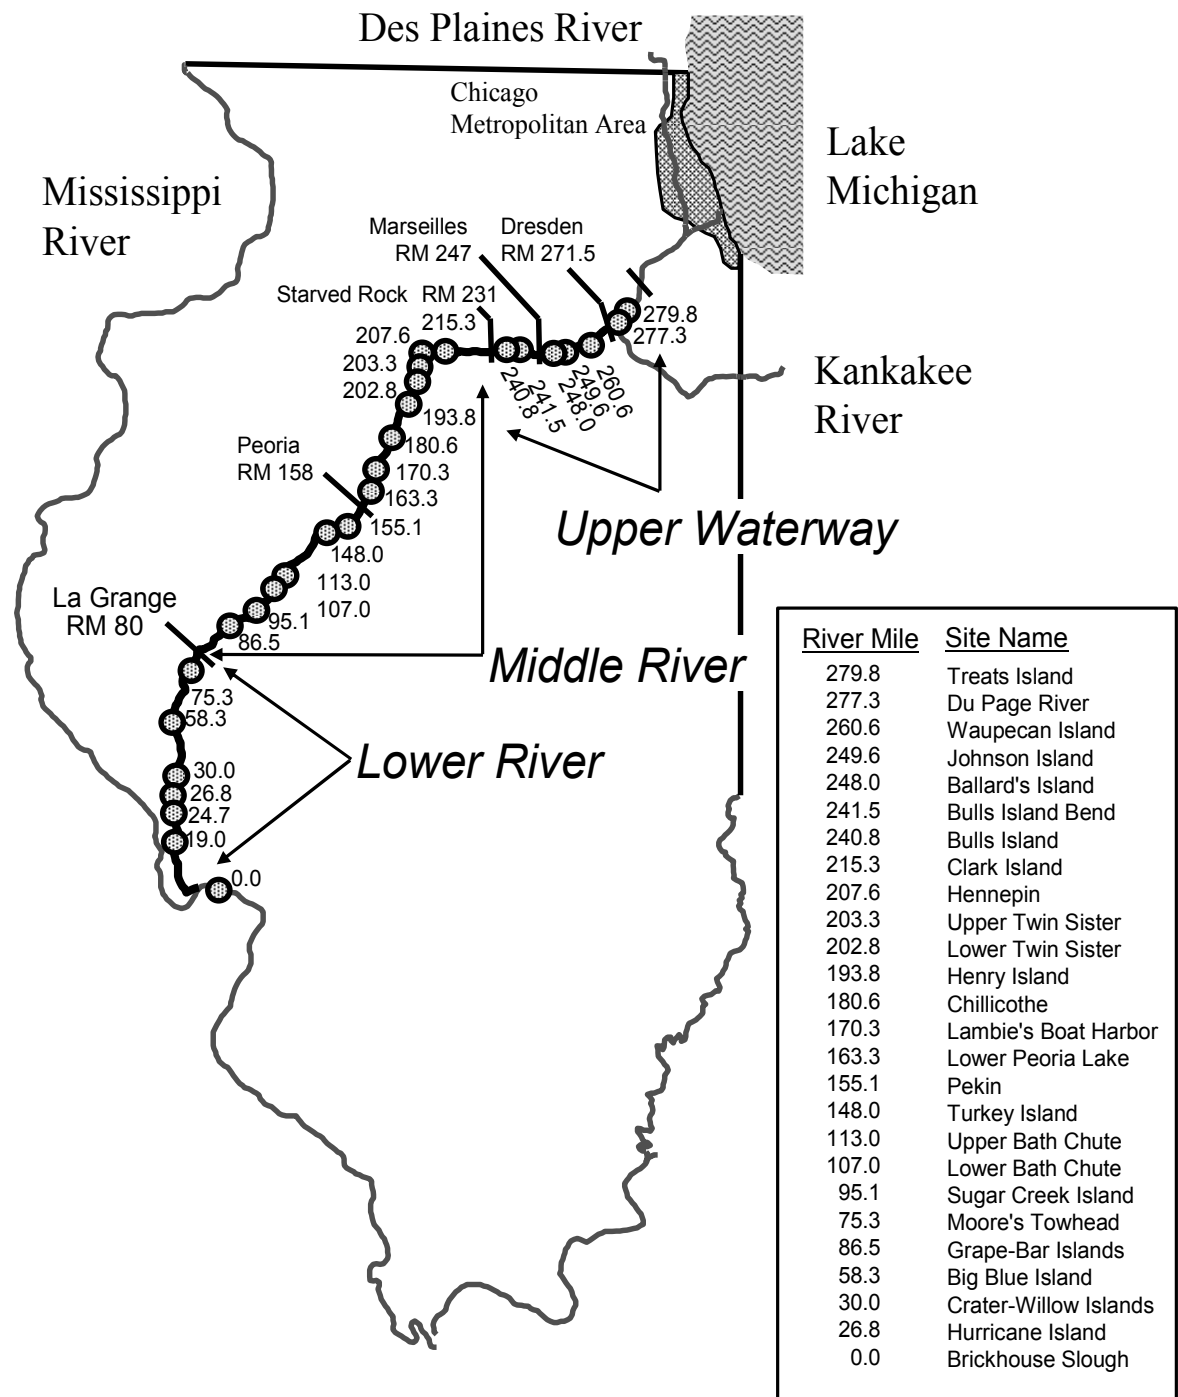 Des Plaines River
Chicago
Metropolitan Area
Lake
Michigan
Mississippi
River
Marseilles
RM 247
Dresden
RM 271.5
Starved Rock RM 231
279.8
277.3
215.3
207.6
203.3
202.8
193.8
180.6
170.3
163.3
240.8
241.5
248.0
249.6
260.6
Kankakee
River
Peoria
RM 158
155.1
148.0
113.0
107.0
95.1
86.5
Upper Waterway
La Grange
RM 80
Middle River
75.3
58.3
30.0
26.8
24.7
19.0
0.0
Lower River
River Mile Site Name
279.8 Treats Island
277.3 Du Page River
260.6 Waupecan Island
249.6 Johnson Island
248.0 Ballard's Island
241.5 Bulls Island Bend
240.8 Bulls Island
215.3 Clark Island
207.6 Hennepin
203.3 Upper Twin Sister
202.8 Lower Twin Sister
193.8 Henry Island
180.6 Chillicothe
170.3 Lambie's Boat Harbor
163.3 Lower Peoria Lake
155.1 Pekin
148.0 Turkey Island
113.0 Upper Bath Chute
107.0 Lower Bath Chute
95.1 Sugar Creek Island
75.3 Moore's Towhead
86.5 Grape-Bar Islands
58.3 Big Blue Island
30.0 Crater-Willow Islands
26.8 Hurricane Island
0.0 Brickhouse Slough